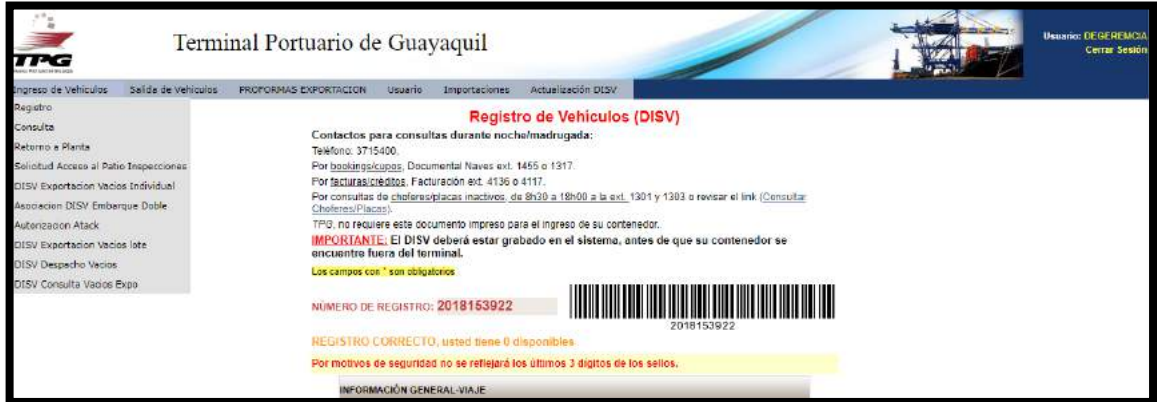 Terminal Portuario de Guayaquil
TPG
Usuario: DEGEREMCIA
Cerrar Sesión
Ingreso de Vehículos Salida de Vehículos PROFORMAS EXPORTACION Usuario Importaciones Actualización DISV
Registro
Consulta
Retorno a Planta
Solicitud Acceso al Patio Inspecciones
DISV Exportacion Vacios Individual
Asociacion DISV Embarque Doble
Autorizacion Atack
DISV Exportacion Vacios lote
DISV Despacho Vacios
DISV Consulta Vacios Expo
Registro de Vehículos (DISV)
Contactos para consultas durante noche/madrugada:
Teléfono: 3715400.
Por bookings/cupos, Documental Naves ext. 1455 o 1317.
Por facturas/créditos, Facturación ext. 4136 o 4117.
Por consultas de choferes/placas inactivos, de 8h30 a 18h00 a la ext. 1301 y 1303 o revisar el link (Consultar
Choferes/Placas).
TPG, no requiere este documento impreso para el ingreso de su contenedor.
IMPORTANTE: El DISV deberá estar grabado en el sistema, antes de que su contenedor se
encuentre fuera del terminal.
Los campos con * son obligatorios
NÚMERO DE REGISTRO: 2018153922
2018153922
REGISTRO CORRECTO, usted tiene 0 disponibles
Por motivos de seguridad no se reflejará los últimos 3 dígitos de los sellos.
INFORMACIÓN GENERAL-VIAJE